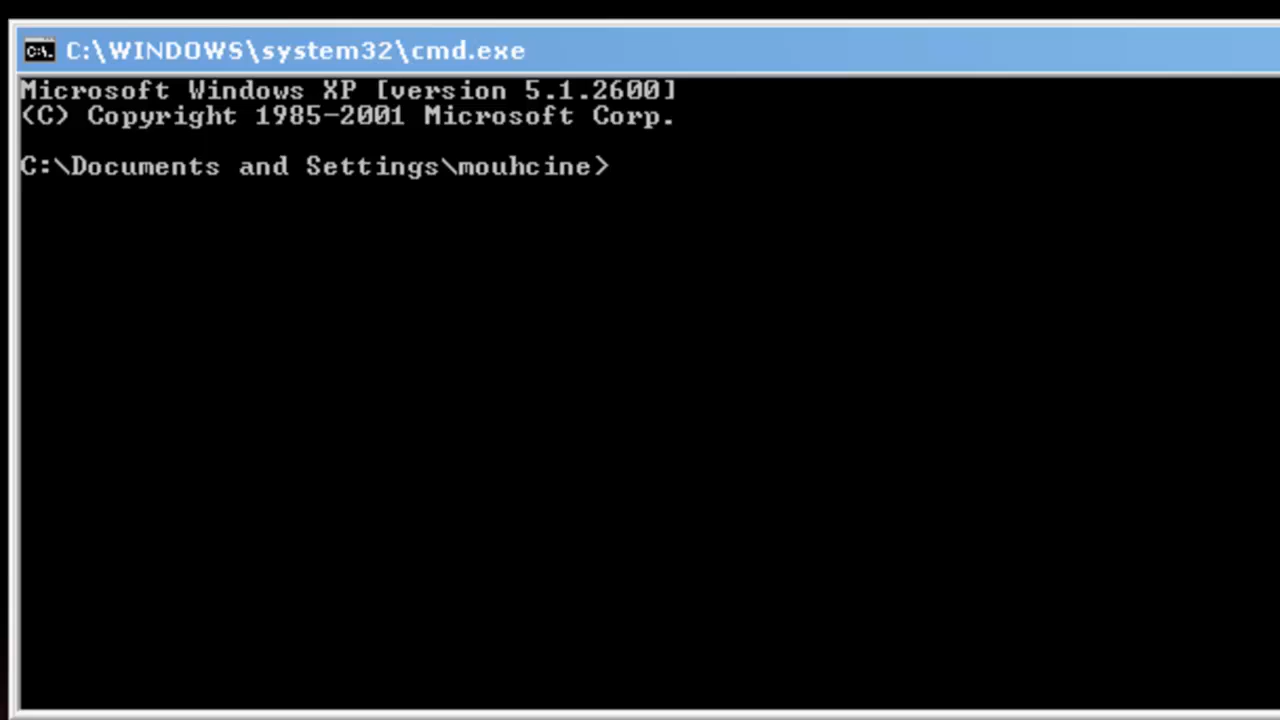 C:\WINDOWS\system32\cmd.exe
Microsoft Windows XP [version 5.1.2600]
(C) Copyright 1985-2001 Microsoft Corp.
C:\Documents and Settings\mouhcine>